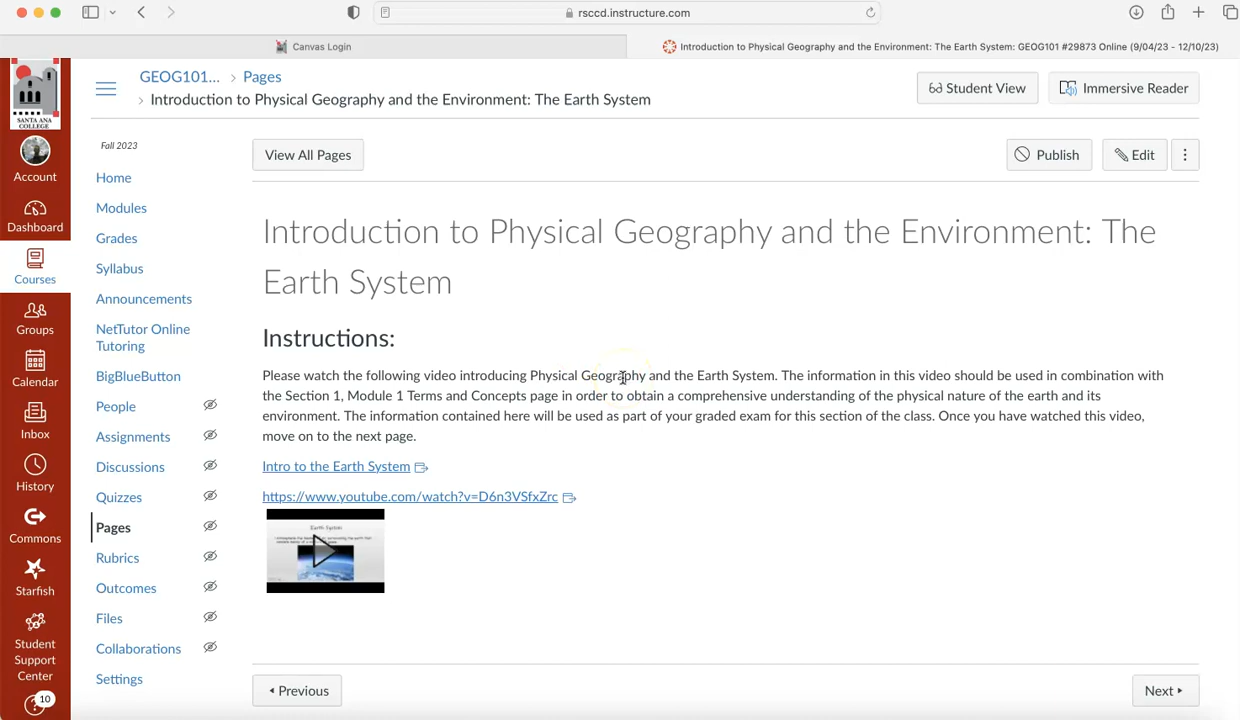 rsccd.instructure.com
Canvas Login
Introduction to Physical Geography and the Environment: The Earth System: GEOG101 #29873 Online (9/04/23 - 12/10/23)
SANTA ANA
COLLEGE
Account
Dashboard
Courses
Groups
Calendar
Inbox
History
Commons
Starfish
Student
Support
Center
10
GEOG101... › Pages
› Introduction to Physical Geography and the Environment: The Earth System
Student View
Immersive Reader
Fall 2023
Home
Modules
Grades
Syllabus
Announcements
NetTutor Online
Tutoring
BigBlueButton
People
Assignments
Discussions
Quizzes
Pages
Rubrics
Outcomes
Files
Collaborations
Settings
View All Pages
Publish
Edit
Introduction to Physical Geography and the Environment: The
Earth System
Instructions:
Please watch the following video introducing Physical Geography and the Earth System. The information in this video should be used in combination with
the Section 1, Module 1 Terms and Concepts page in order to obtain a comprehensive understanding of the physical nature of the earth and its
environment. The information contained here will be used as part of your graded exam for this section of the class. Once you have watched this video,
move on to the next page.
Intro to the Earth System
https://www.youtube.com/watch?v=D6n3VSfxZrc
Earth System
Previous
Next